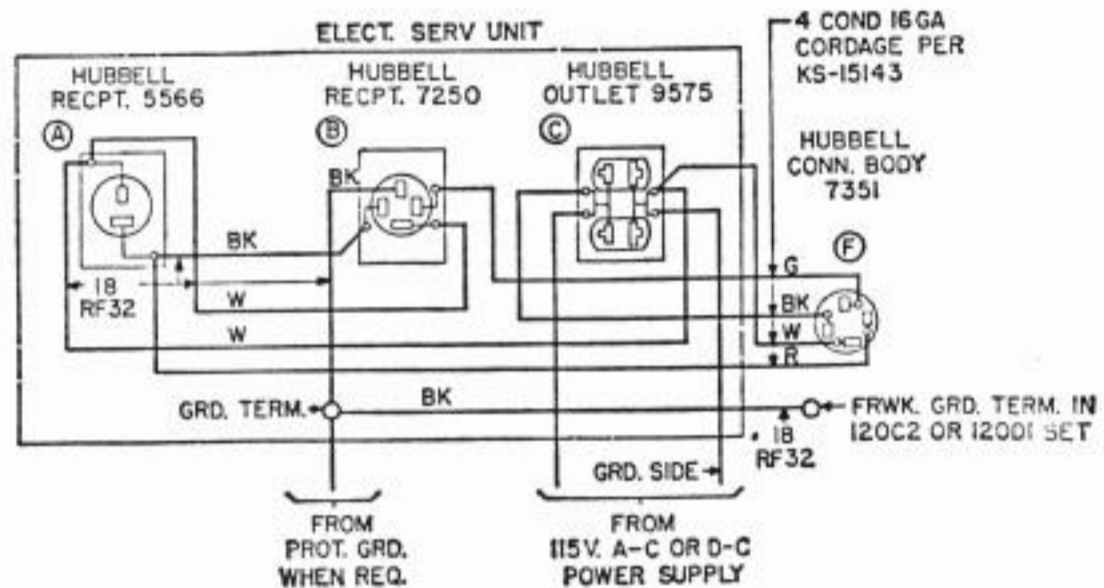 ELECT. SERV UNIT
4 COND 16GA
CORDAGE PER
KS-15143
HUBBELL
RECPT. 5566
HUBBELL
RECPT. 7250
HUBBELL
OUTLET 9575
HUBBELL
CONN. BODY
7351
A
B
C
F
BK
BK
G
18
RF32
W
BK
W
W
R
GRD. TERM.
BK
FRWK. GRD. TERM. IN
120C2 OR 120D1 SET
18
RF32
GRD. SIDE
FROM
PROT. GRD.
WHEN REQ.
FROM
115V. A-C OR D-C
POWER SUPPLY